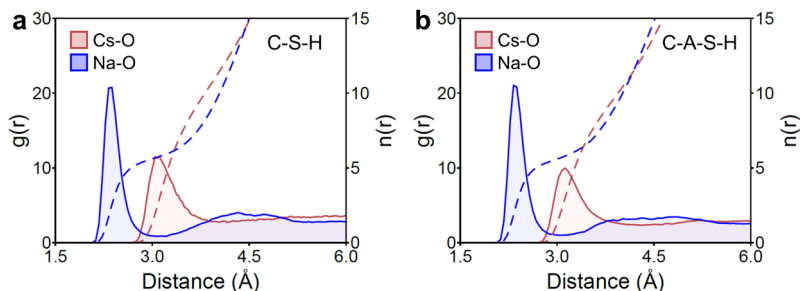 a
30
20
10
0
g(r)
Cs-O
Na-O
C-S-H
15
10
5
0
n(r)
1.5 3.0 4.5 6.0
Distance (Å)
b
30
20
10
0
g(r)
Cs-O
Na-O
C-A-S-H
15
10
5
0
n(r)
1.5 3.0 4.5 6.0
Distance (Å)